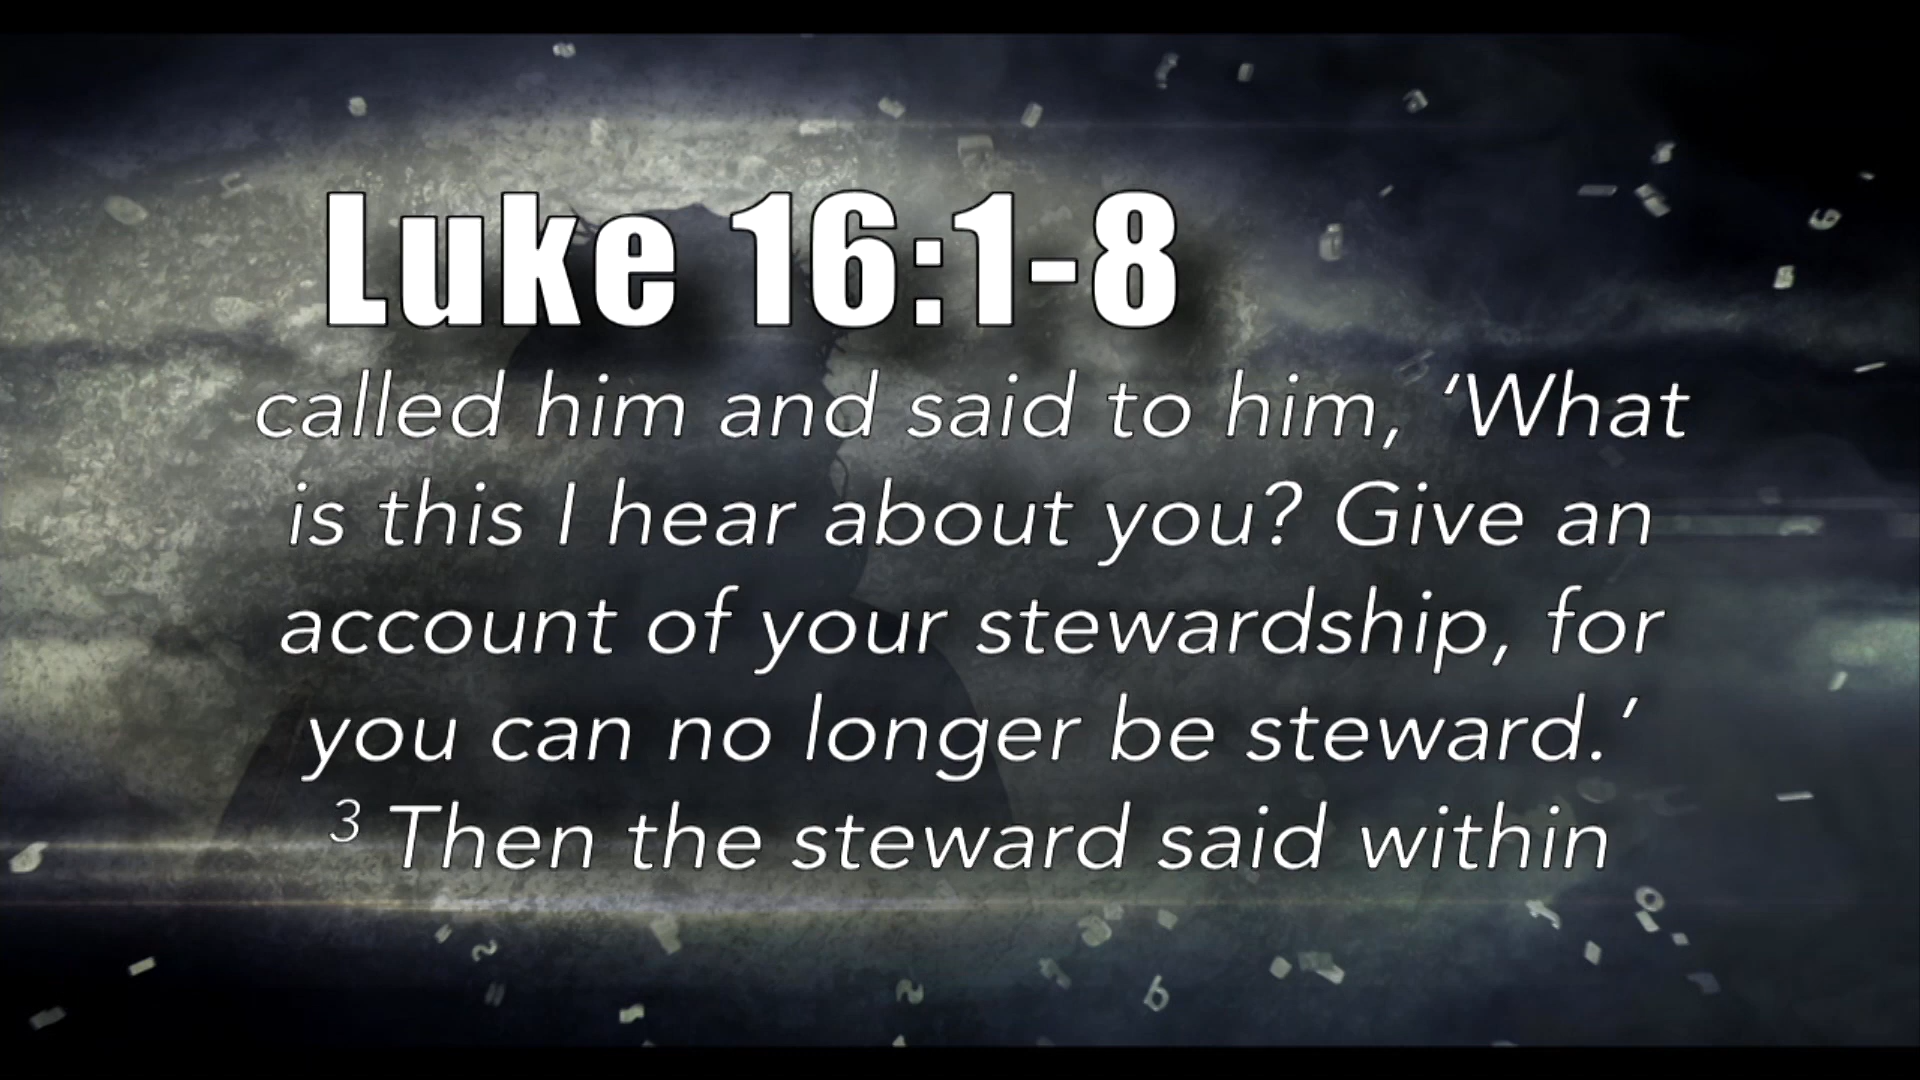 Luke 16:1-8
called him and said to him, ‘What
is this I hear about you? Give an
account of your stewardship, for
you can no longer be steward.’
³ Then the steward said within